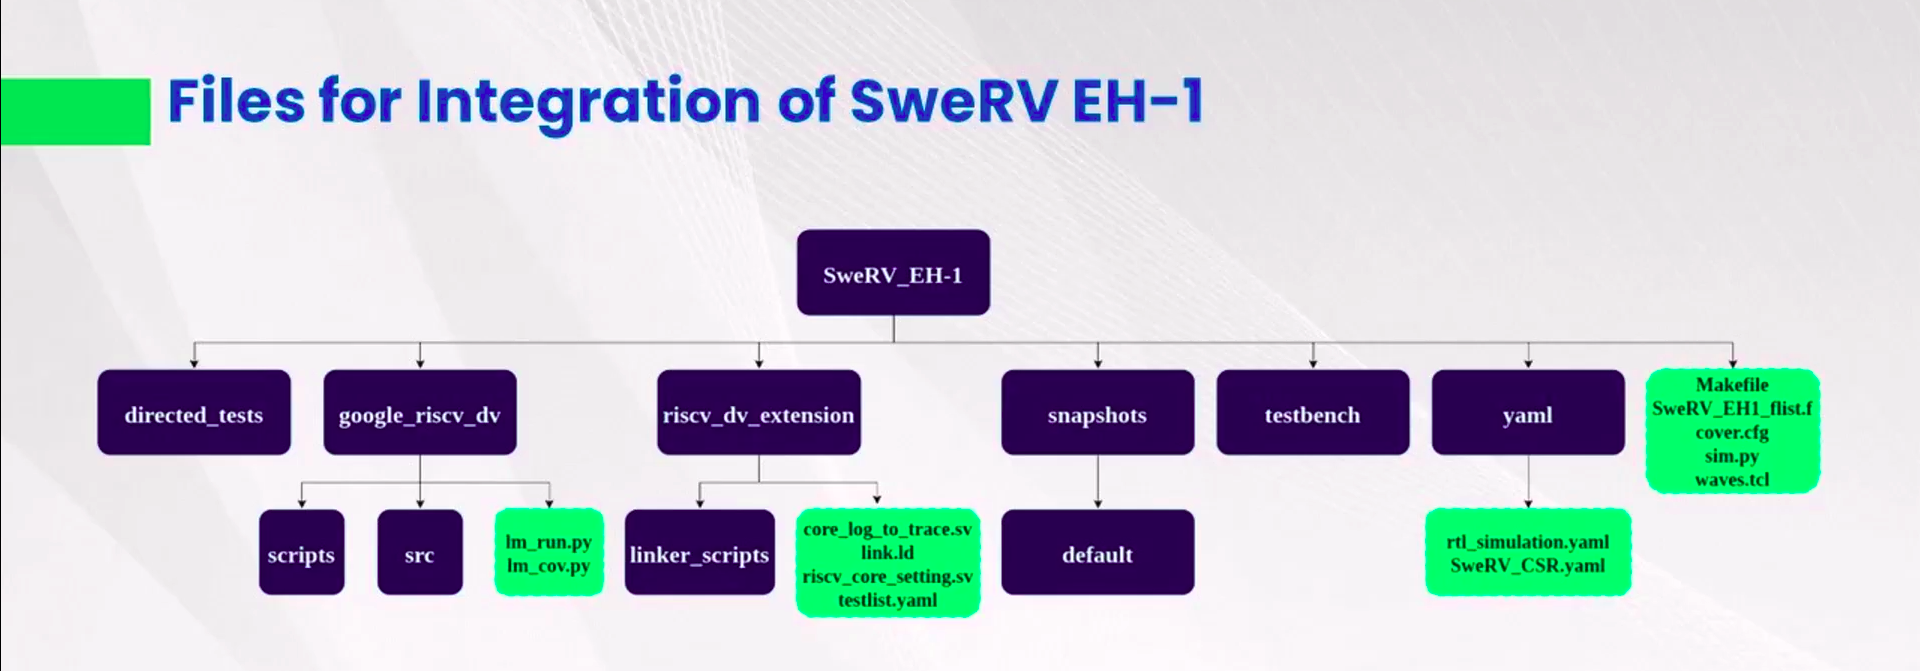 Files for Integration of SweRV EH-1
SweRV_EH-1
directed_tests
google_riscv_dv
riscv_dv_extension
snapshots
testbench
yaml
Makefile
SweRV_EH1_flist.f
cover.cfg
sim.py
waves.tcl
scripts
src
lm_run.py
lm_cov.py
linker_scripts
core_log_to_trace.sv
link.ld
riscv_core_setting.sv
testlist.yaml
default
rtl_simulation.yaml
SweRV_CSR.yaml